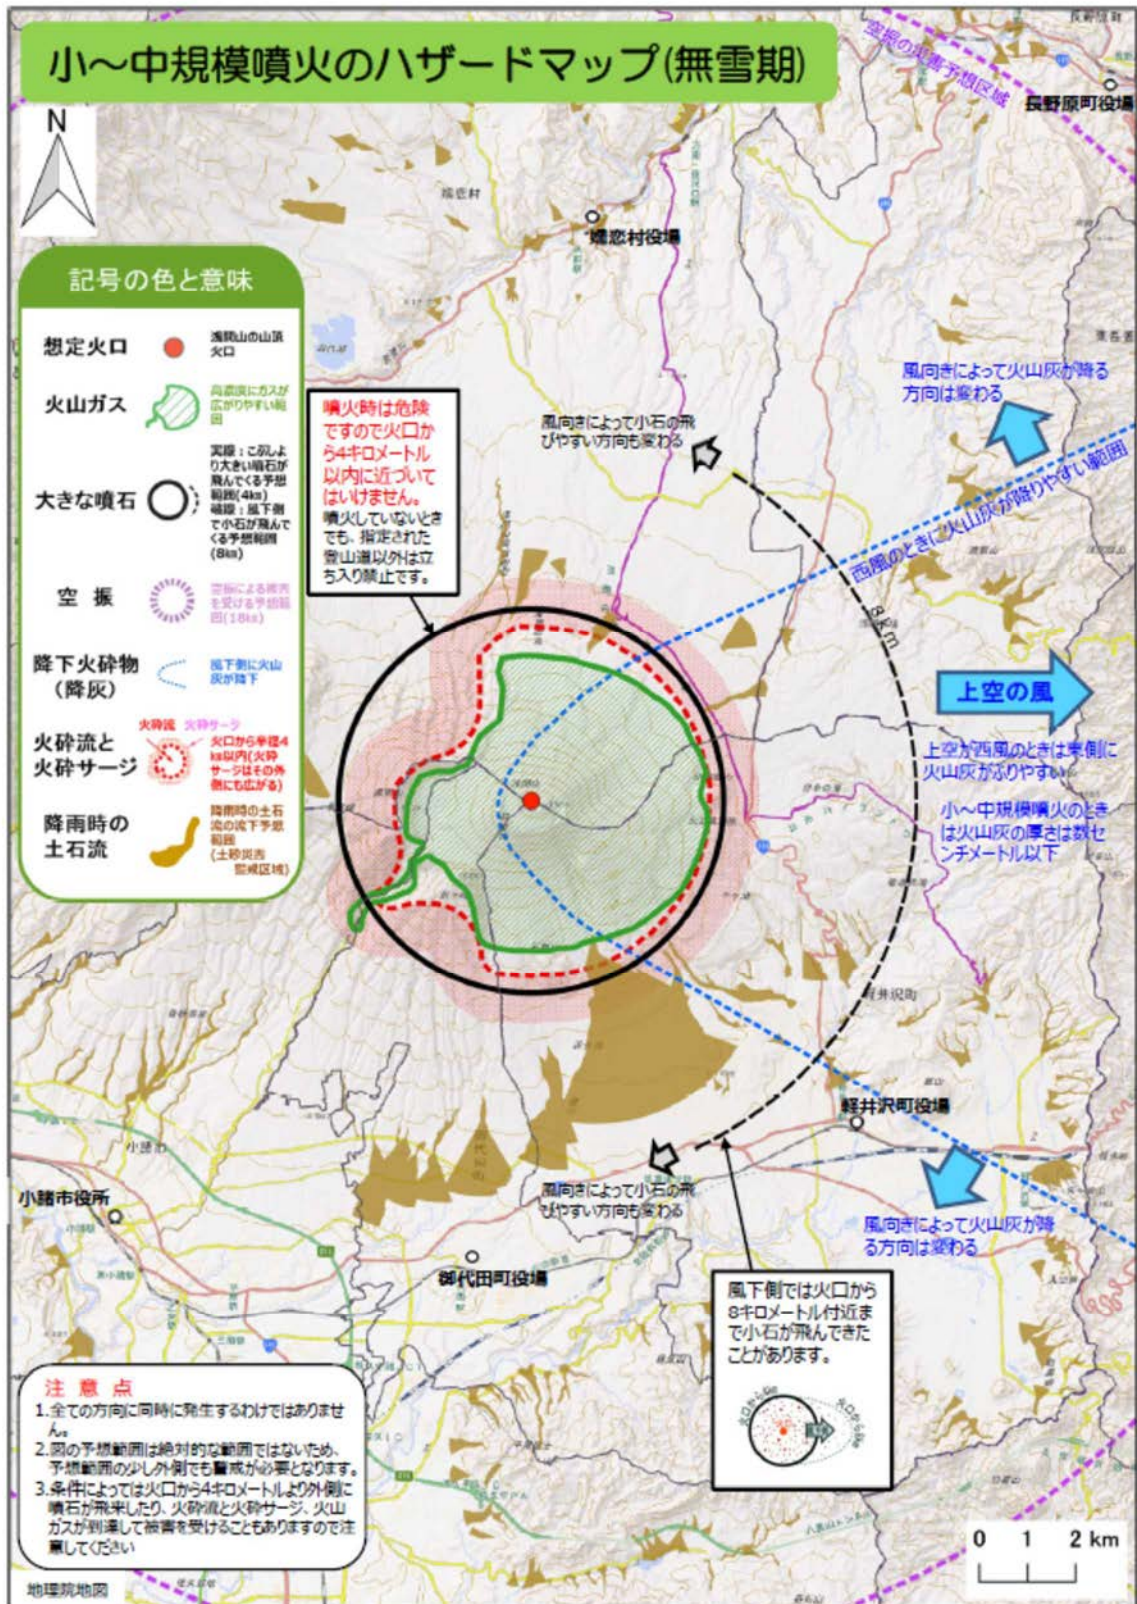 小～中規模噴火のハザードマップ(無雪期)
空振の災害予想区域
長野原町役場
N
嬬恋村
嬬恋村役場
記号の色と意味
想定火口
浅間山の山頂
火口
火山ガス
高濃度にガスが
広がりやすい範
囲
大きな噴石
実線：こぶしよ
り大きい噴石が
飛んでくる予想
範囲(4㎞)
破線：風下側
で小石が飛んで
くる予想範囲
(8㎞)
空 振
空振による被害
を受ける予想範
囲(18㎞)
降下火砕物
（降灰）
風下側に火山
灰が降下
火砕流と
火砕サージ
火砕流 火砕サージ
火口から半径4
㎞以内(火砕
サージはその外
側にも広がる)
降雨時の
土石流
降雨時の土石
流の流下予想
範囲
(土砂災害
警戒区域)
噴火時は危険
ですので火口か
ら4キロメートル
以内に近づいて
はいけません。
噴火していないとき
でも、指定された
登山道以外は立
ち入り禁止です。
風向きによって小石の飛
びやすい方向も変わる
風向きによって火山灰が降る
方向は変わる
西風のときに火山灰が降りやすい範囲
8km
上空の風
上空が西風のときは東側に
火山灰がふりやすい
小～中規模噴火のとき
は火山灰の厚さは数セ
ンチメートル以下
軽井沢町
軽井沢町役場
小諸市
小諸市役所
風向きによって小石の飛
びやすい方向も変わる
風向きによって火山灰が降
る方向は変わる
御代田町役場
風下側では火口から
8キロメートル付近ま
で小石が飛んできた
ことがあります。
注 意 点
1.全ての方向に同時に発生するわけではありませ
ん。
2.図の予想範囲は絶対的な範囲ではないため、
予想範囲の少し外側でも警戒が必要となります。
3.条件によっては火口から4キロメートルより外側に
噴石が飛来したり、火砕流と火砕サージ、火山
ガスが到達して被害を受けることもありますので注
意してください
0 1 2 km
地理院地図